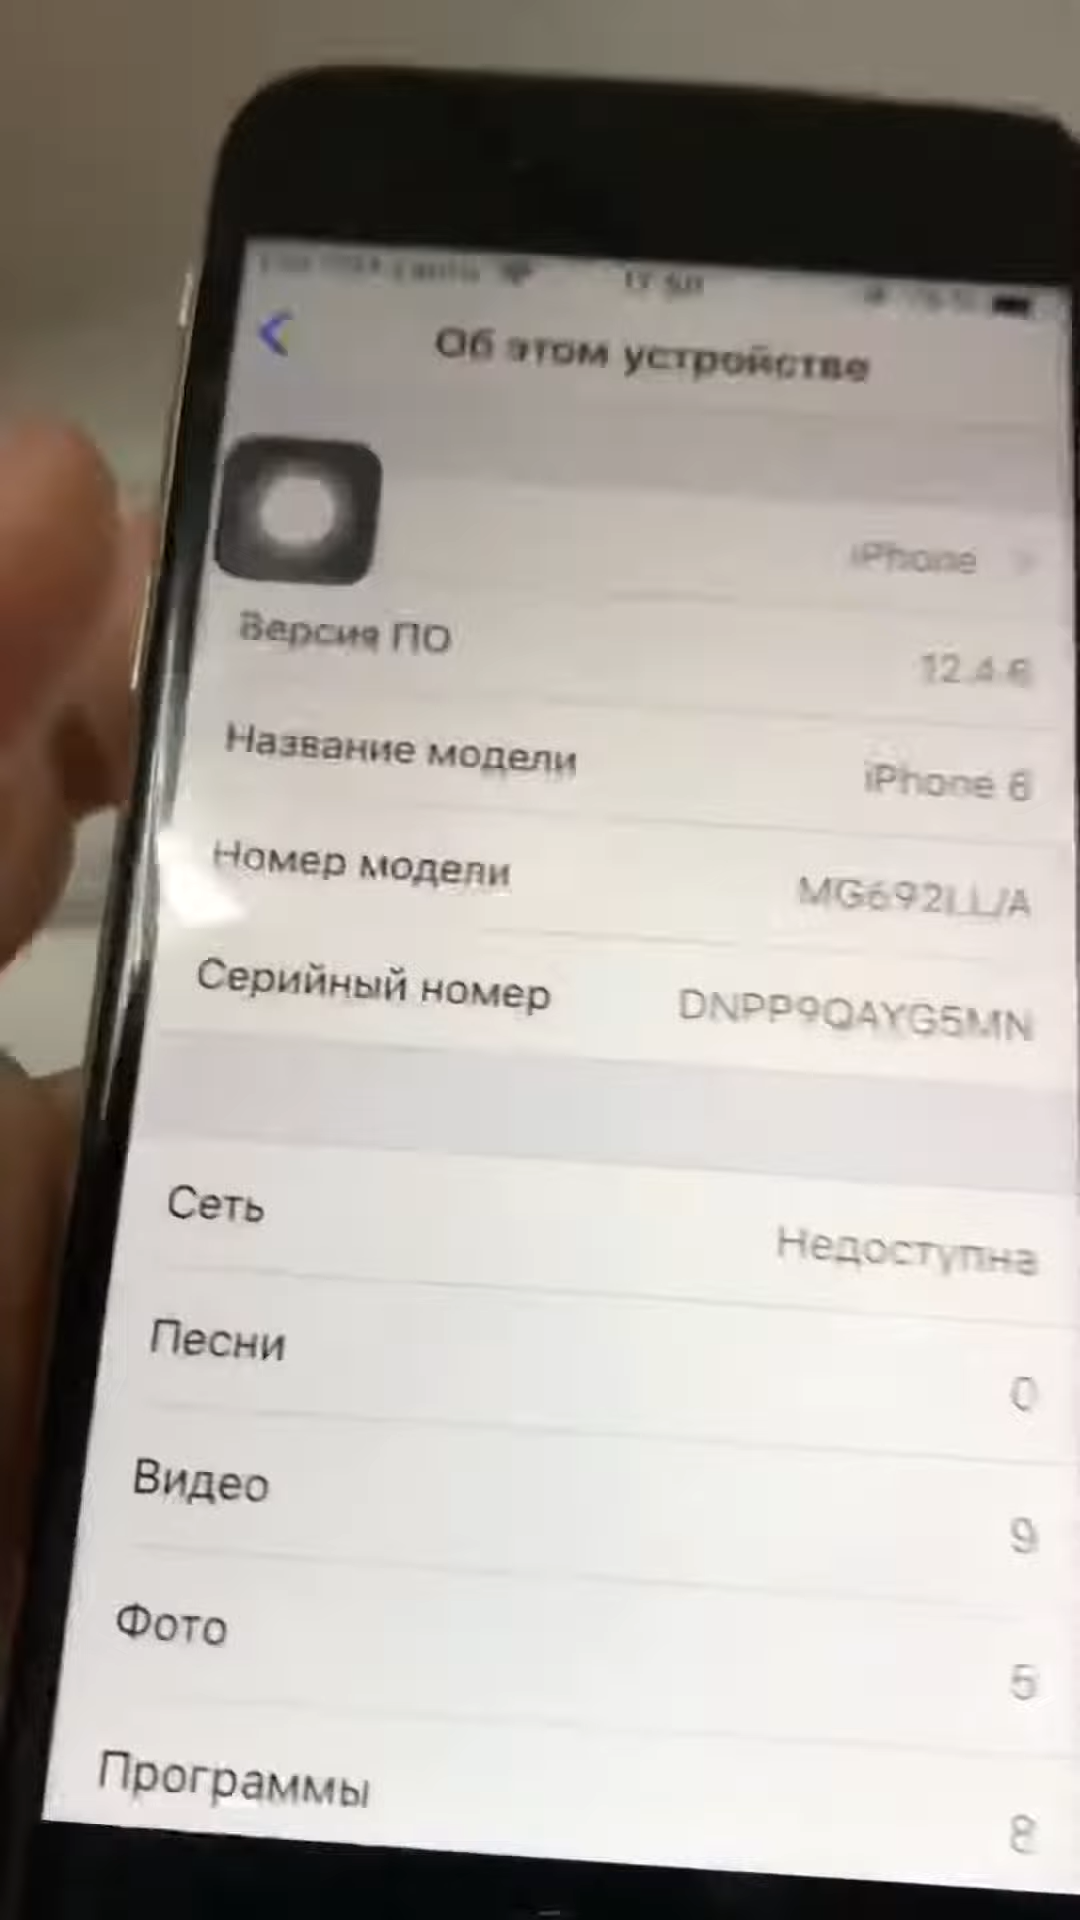 Об этом устройстве
iPhone
Версия ПО 12.4.6
Название модели iPhone 6
Номер модели MG692LL/A
Серийный номер DNPP9QAYG5MN
Сеть Недоступна
Песни 0
Видео 9
Фото 5
Программы 8